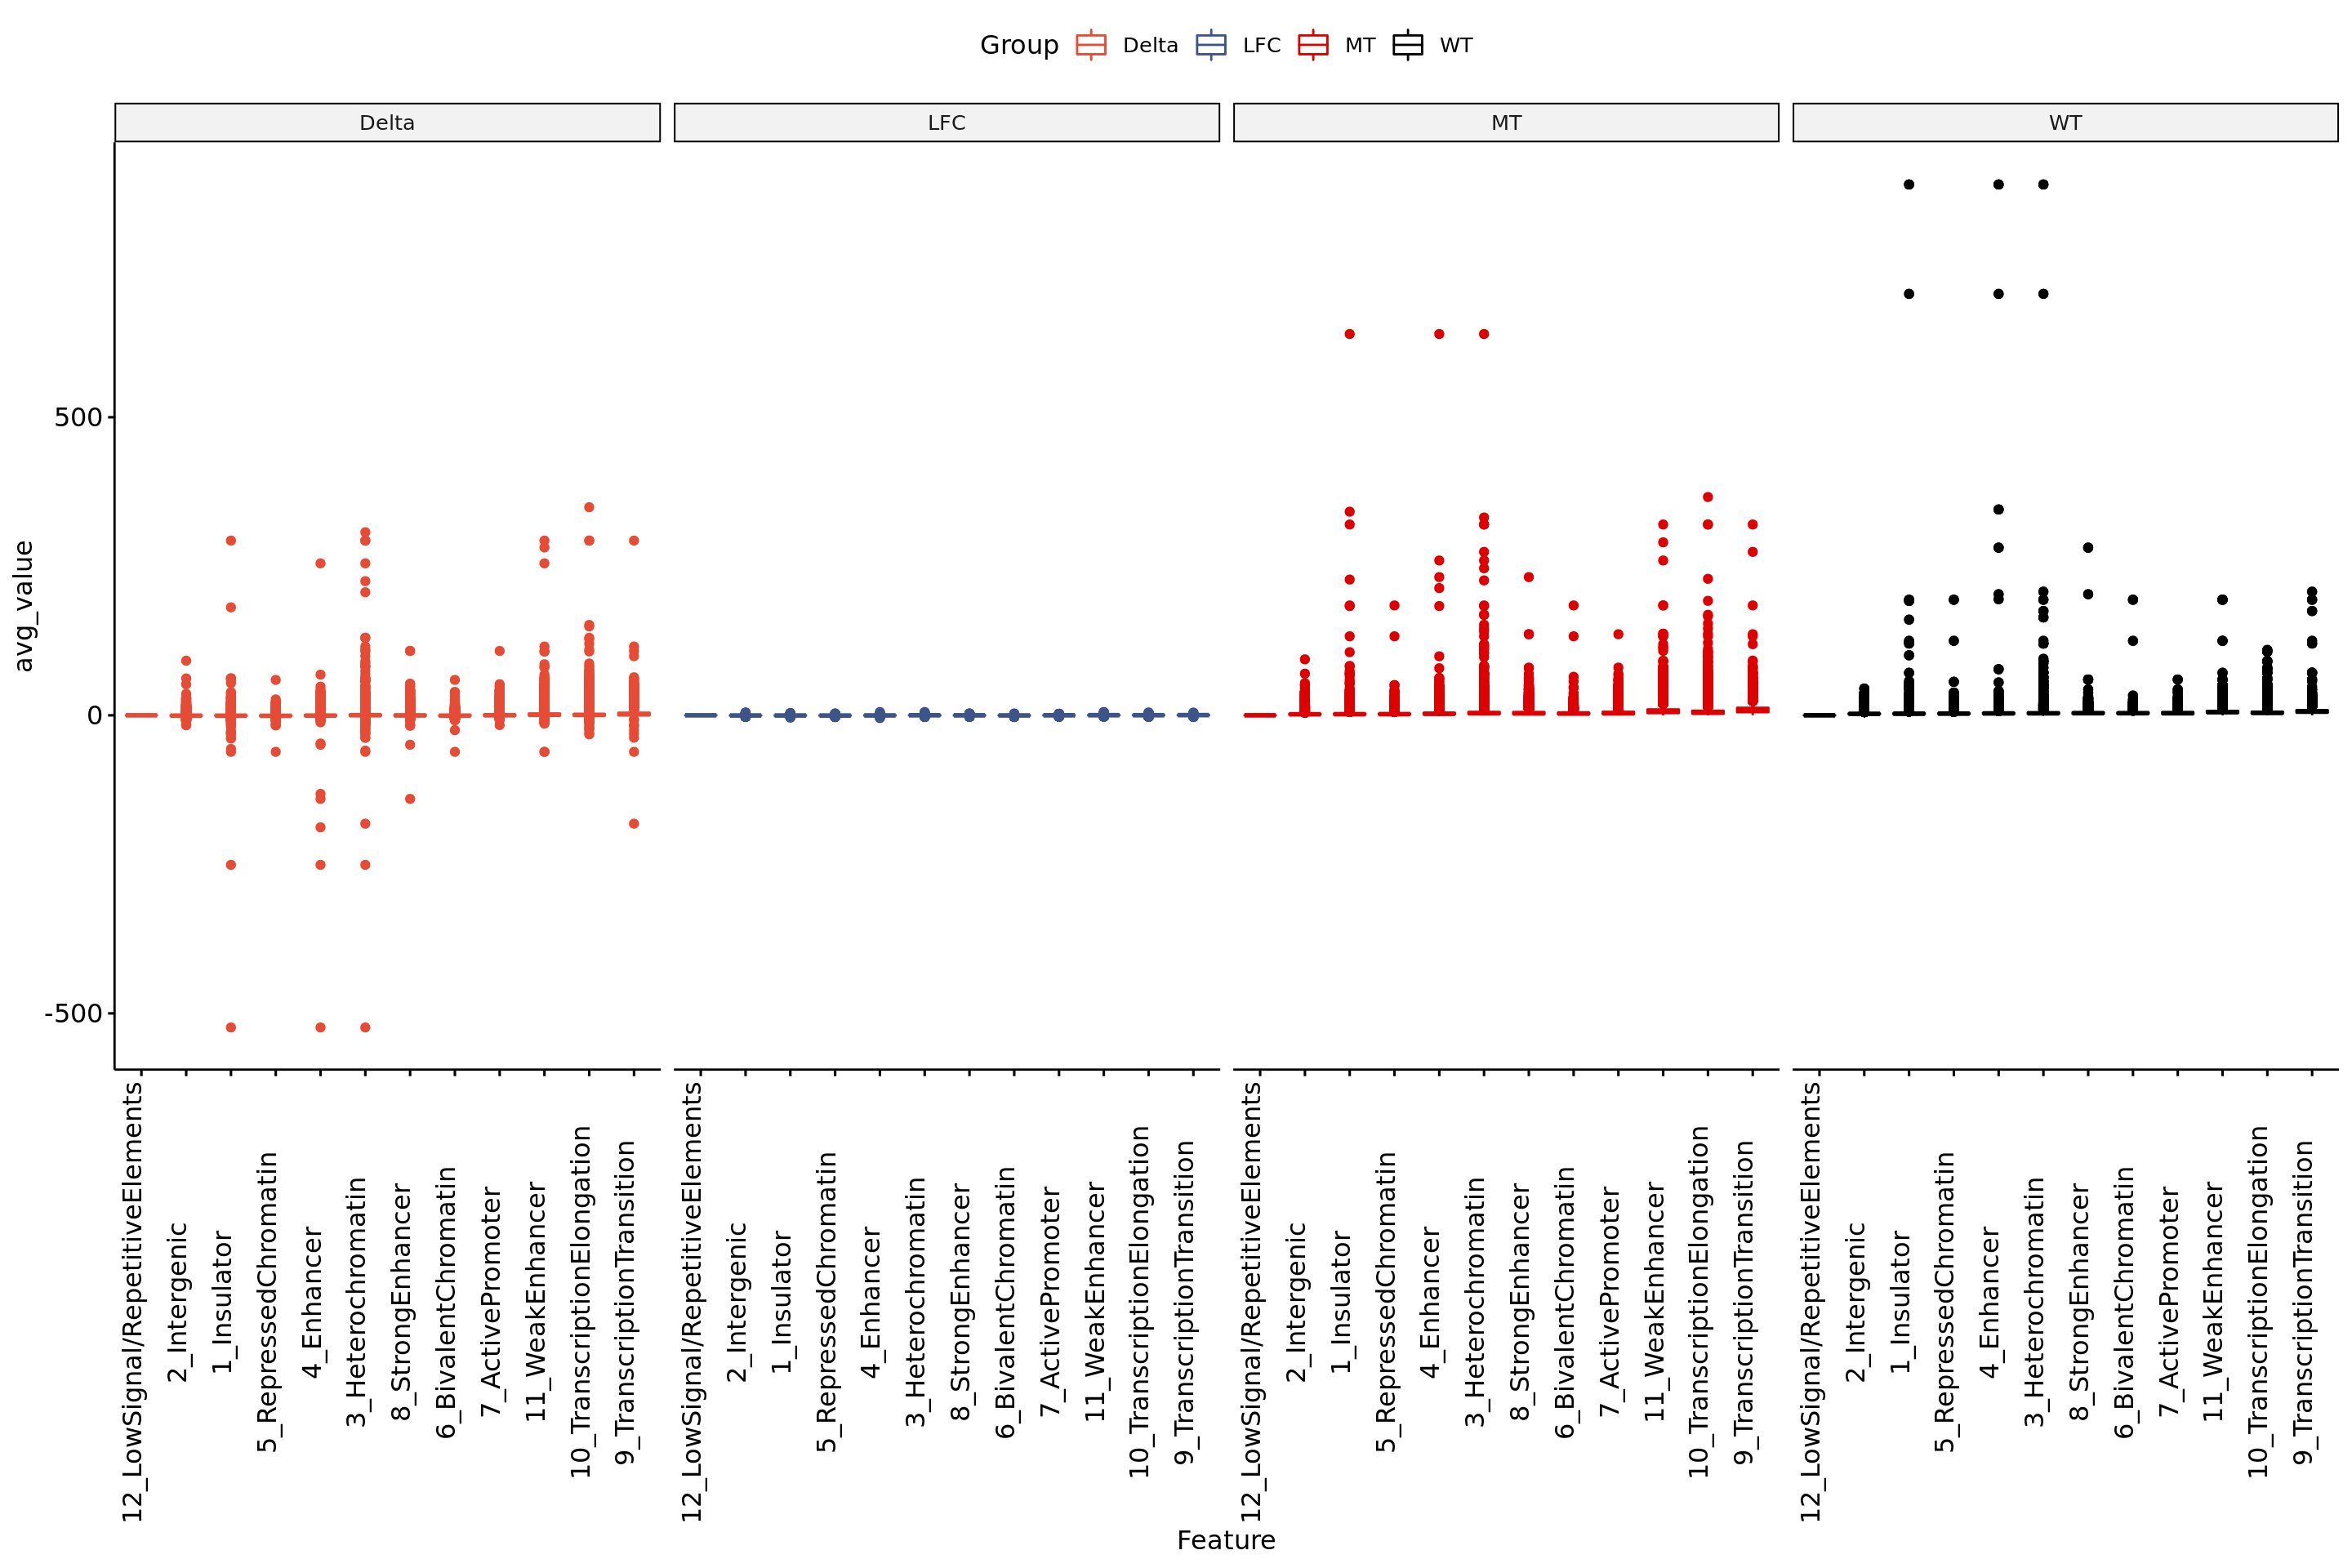 Group Delta LFC MT WT
Delta LFC MT WT
avg_value
500
0
-500
12_LowSignal/RepetitiveElements
2_Intergenic
1_Insulator
5_RepressedChromatin
4_Enhancer
3_Heterochromatin
8_StrongEnhancer
6_BivalentChromatin
7_ActivePromoter
11_WeakEnhancer
10_TranscriptionElongation
9_TranscriptionTransition
12_LowSignal/RepetitiveElements
2_Intergenic
1_Insulator
5_RepressedChromatin
4_Enhancer
3_Heterochromatin
8_StrongEnhancer
6_BivalentChromatin
7_ActivePromoter
11_WeakEnhancer
10_TranscriptionElongation
9_TranscriptionTransition
12_LowSignal/RepetitiveElements
2_Intergenic
1_Insulator
5_RepressedChromatin
4_Enhancer
3_Heterochromatin
8_StrongEnhancer
6_BivalentChromatin
7_ActivePromoter
11_WeakEnhancer
10_TranscriptionElongation
9_TranscriptionTransition
12_LowSignal/RepetitiveElements
2_Intergenic
1_Insulator
5_RepressedChromatin
4_Enhancer
3_Heterochromatin
8_StrongEnhancer
6_BivalentChromatin
7_ActivePromoter
11_WeakEnhancer
10_TranscriptionElongation
9_TranscriptionTransition
Feature